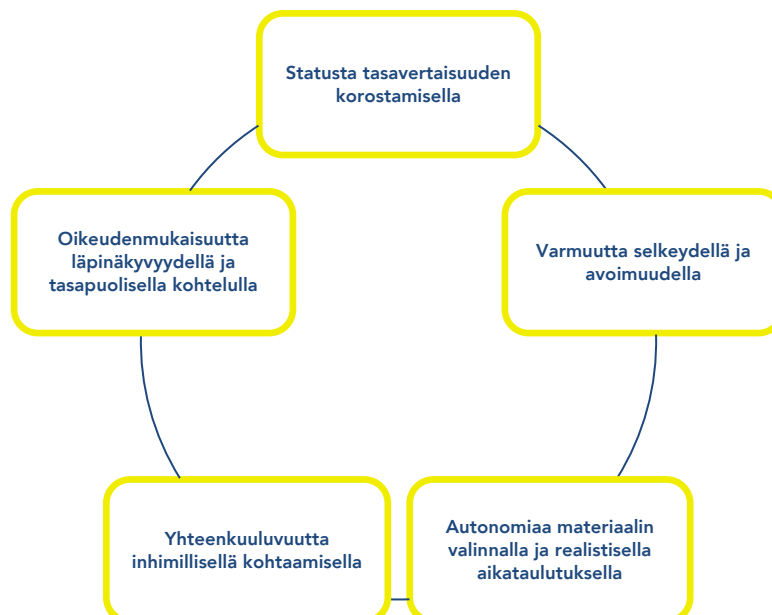 Statusta tasavertaisuuden
korostamisella
Varmuutta selkeydellä ja
avoimuudella
Autonomiaa materiaalin
valinnalla ja realistisella
aikataulutuksella
Yhteenkuuluvuutta
inhimillisellä kohtaamisella
Oikeudenmukaisuutta
läpinäkyvyydellä ja
tasapuolisella kohtelulla